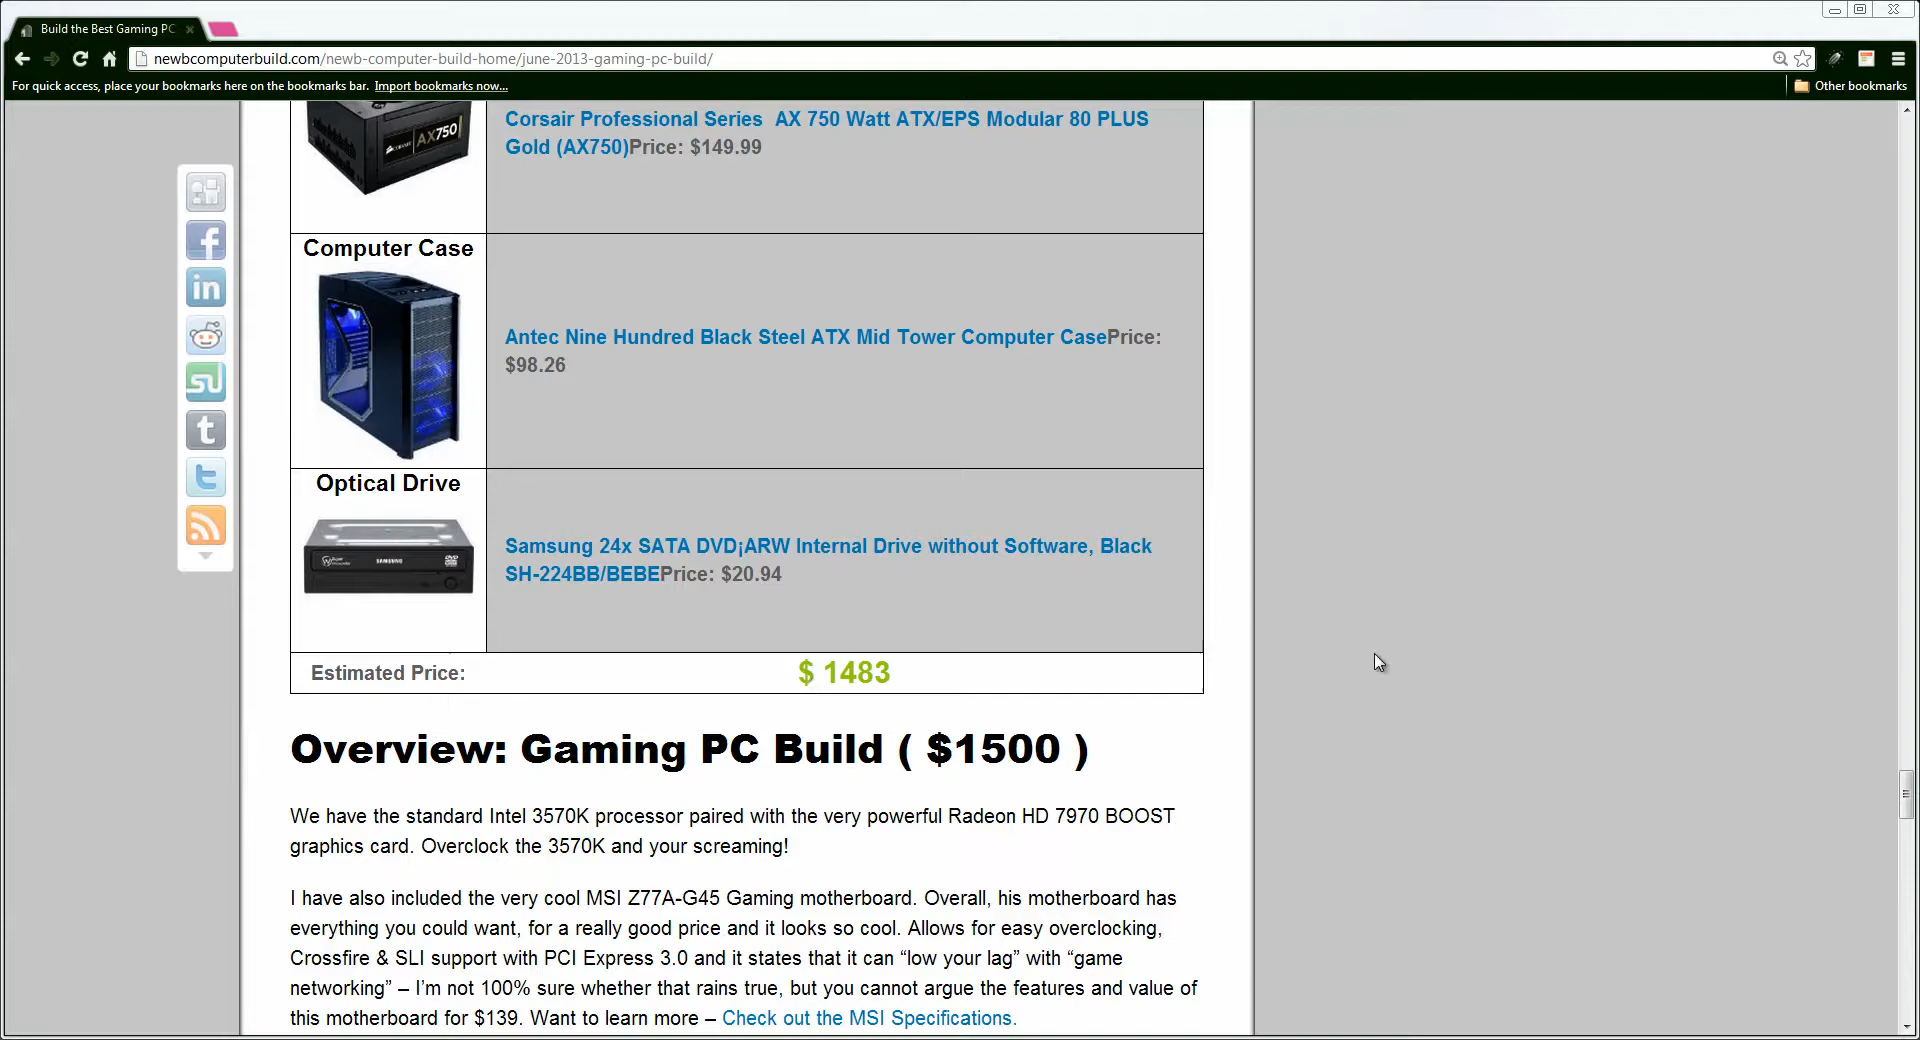 Build the Best Gaming PC
newbcomputerbuild.com/newb-computer-build-home/june-2013-gaming-pc-build/
For quick access, place your bookmarks here on the bookmarks bar. Import bookmarks now...
Other bookmarks
AX750
Corsair Professional Series AX 750 Watt ATX/EPS Modular 80 PLUS
Gold (AX750)Price: $149.99
Computer Case
Antec Nine Hundred Black Steel ATX Mid Tower Computer CasePrice:
$98.26
Optical Drive
SAMSUNG
Samsung 24x SATA DVD¡ARW Internal Drive without Software, Black
SH-224BB/BEBEPrice: $20.94
Estimated Price:
$ 1483
Overview: Gaming PC Build ( $1500 )
We have the standard Intel 3570K processor paired with the very powerful Radeon HD 7970 BOOST
graphics card. Overclock the 3570K and your screaming!
I have also included the very cool MSI Z77A-G45 Gaming motherboard. Overall, his motherboard has
everything you could want, for a really good price and it looks so cool. Allows for easy overclocking,
Crossfire & SLI support with PCI Express 3.0 and it states that it can “low your lag” with “game
networking” – I’m not 100% sure whether that rains true, but you cannot argue the features and value of
this motherboard for $139. Want to learn more – Check out the MSI Specifications.